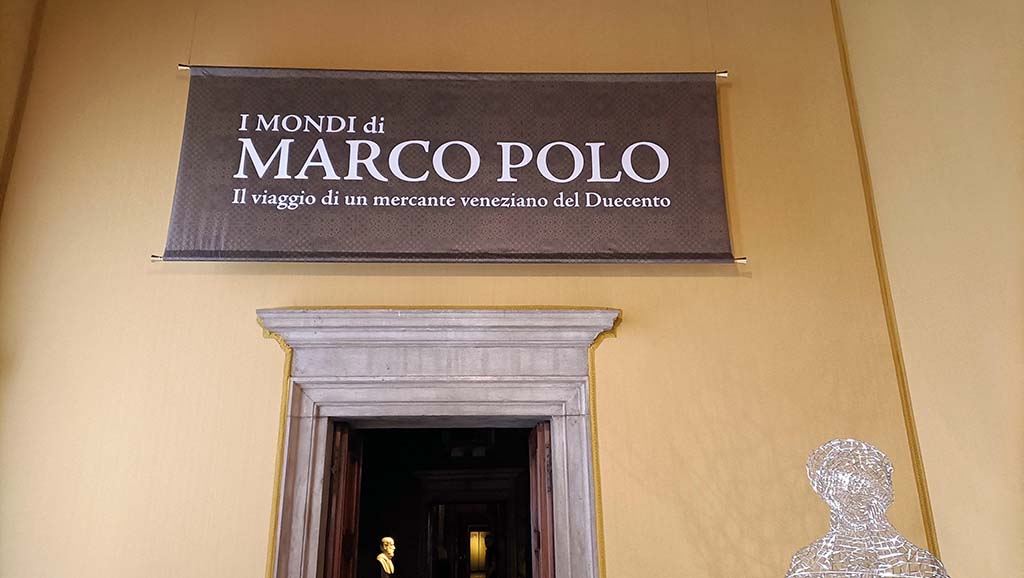 I MONDI di
MARCO POLO
Il viaggio di un mercante veneziano del Duecento